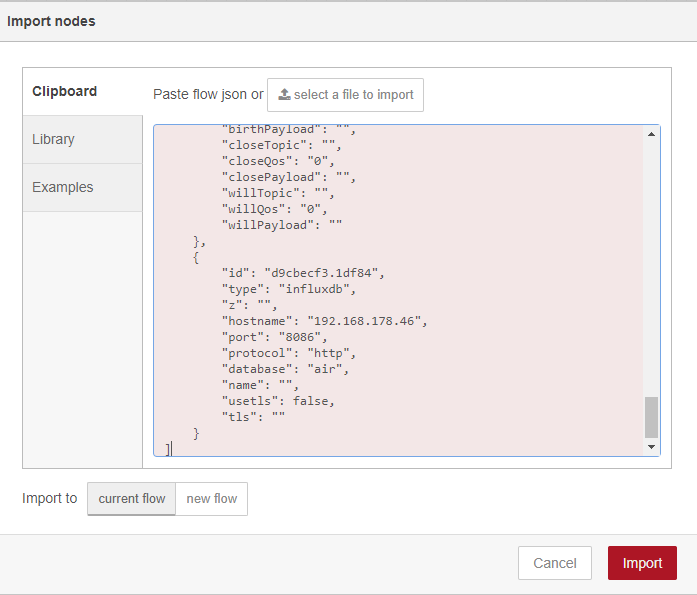 Import nodes
Clipboard
Paste flow json or select a file to import
Library
Examples
"birthPayload": "",
"closeTopic": "",
"closeQos": "0",
"closePayload": "",
"willTopic": "",
"willQos": "0",
"willPayload": ""
},
{
"id": "d9cbecf3.1df84",
"type": "influxdb",
"z": "",
"hostname": "192.168.178.46",
"port": "8086",
"protocol": "http",
"database": "air",
"name": "",
"usetls": false,
"tls": ""
}
]
Import to current flow new flow
Cancel Import